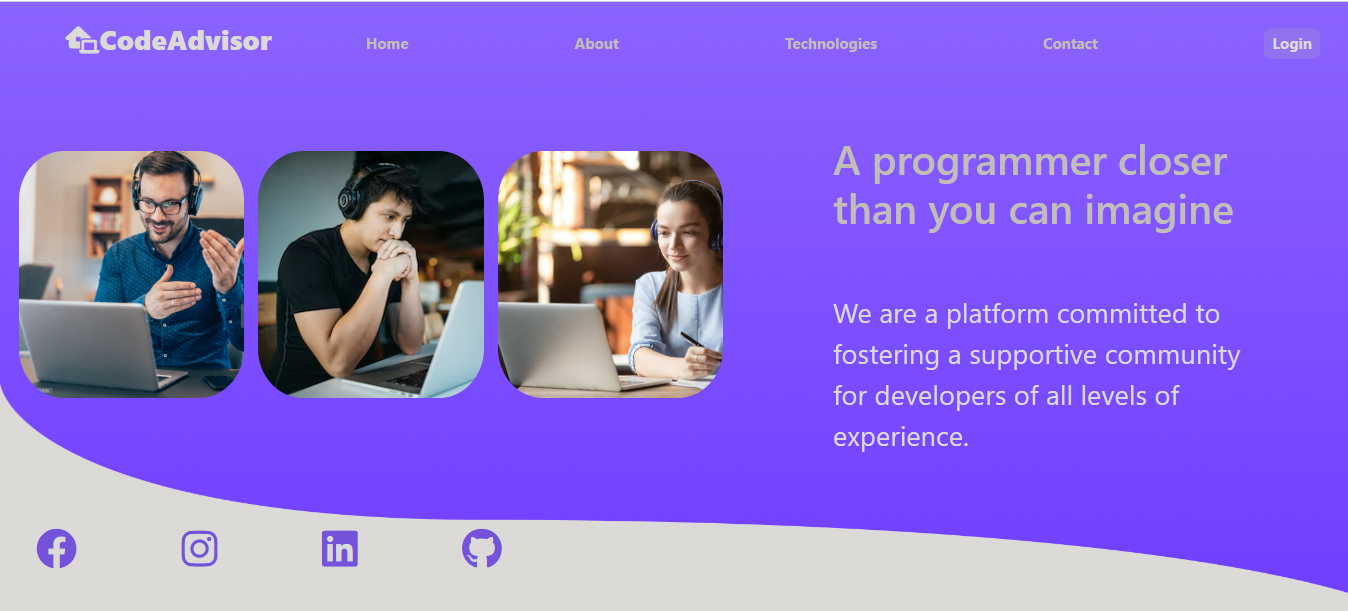 CodeAdvisor
Home
About
Technologies
Contact
Login
A programmer closer
than you can imagine
We are a platform committed to
fostering a supportive community
for developers of all levels of
experience.